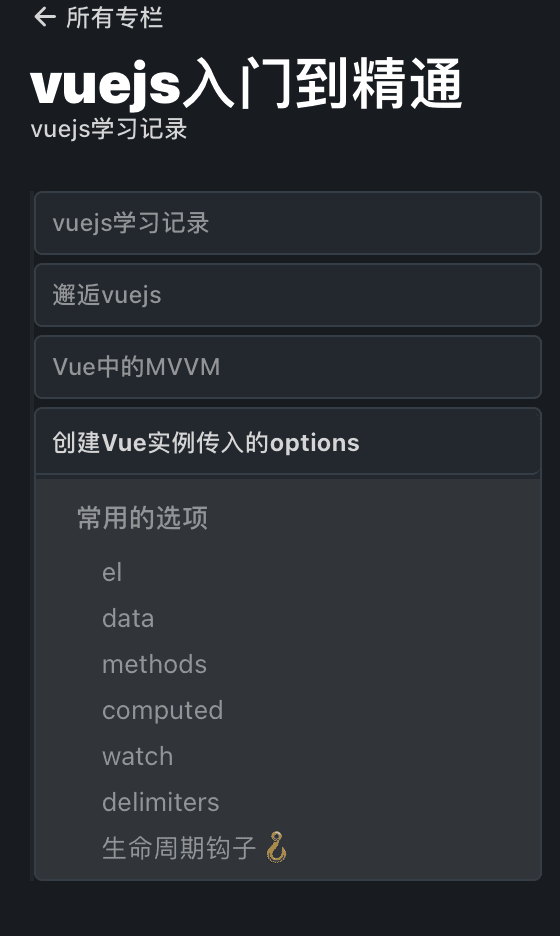 ← 所有专栏
vuejs入门到精通
vuejs学习记录
vuejs学习记录
邂逅vuejs
Vue中的MVVM
创建Vue实例传入的options
常用的选项
el
data
methods
computed
watch
delimiters
生命周期钩子🪝